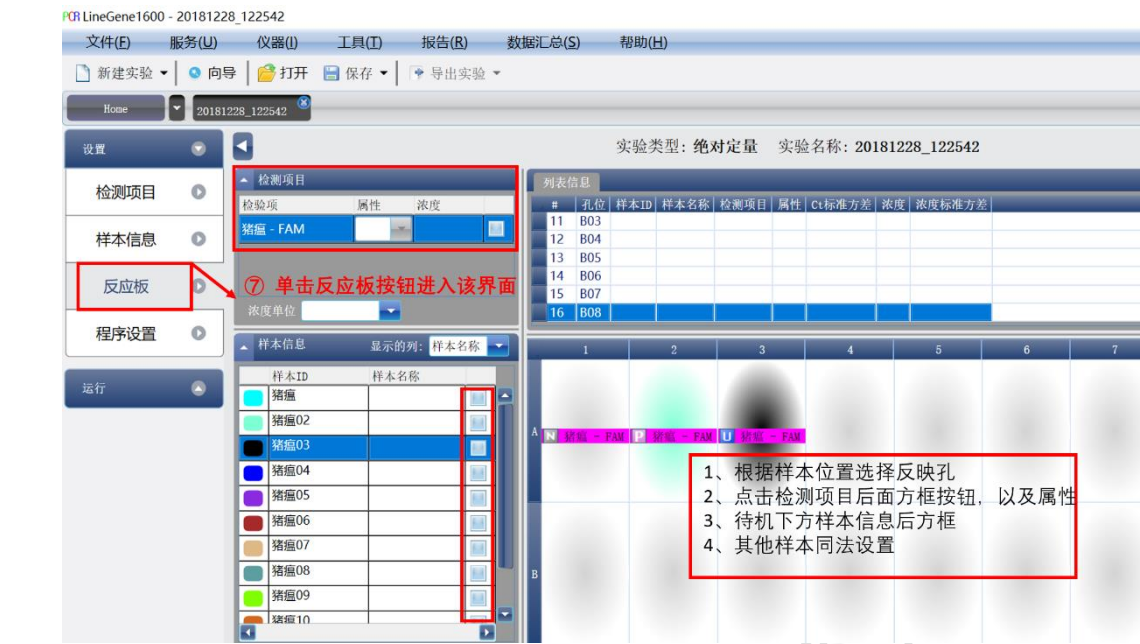 PCR LineGene1600 - 20181228_122542
文件(F) 服务(U) 仪器(I) 工具(T) 报告(R) 数据汇总(S) 帮助(H)
新建实验 向导 打开 保存 导出实验
Home 20181228_122542
设置
检测项目
样本信息
反应板
程序设置
运行
实验类型: 绝对定量 实验名称: 20181228_122542
检测项目
检验项 属性 浓度
猪瘟 - FAM
⑦ 单击反应板按钮进入该界面
浓度单位
列表信息
# 孔位 样本ID 样本名称 检测项目 属性 Ct标准方差 浓度 浓度标准方差
11 B03
12 B04
13 B05
14 B06
15 B07
16 B08
样本信息 显示的列: 样本名称
样本ID 样本名称
猪瘟
猪瘟02
猪瘟03
猪瘟04
猪瘟05
猪瘟06
猪瘟07
猪瘟08
猪瘟09
猪瘟10
1 2 3 4 5 6 7
A N 猪瘟 - FAM P 猪瘟 - FAM U 猪瘟 - FAM
B
1、根据样本位置选择反映孔
2、点击检测项目后面方框按钮，以及属性
3、待机下方样本信息后方框
4、其他样本同法设置